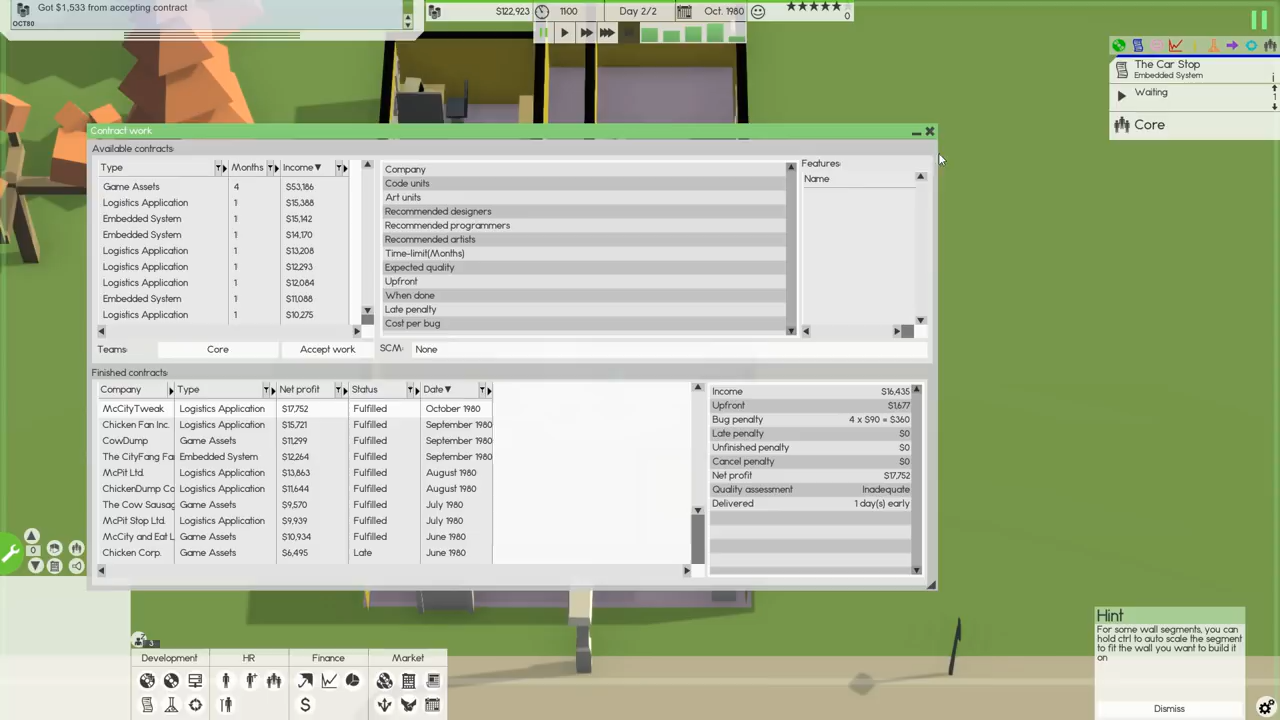 Got $1,533 from accepting contract
OCT80
$122,923
1100
Day 2/2
Oct. 1980
0
The Car Stop
Embedded System
Waiting
1
Core
Contract work
Available contracts:
Type Months Income
Game Assets 4 $53,186
Logistics Application 1 $15,388
Embedded System 1 $15,142
Embedded System 1 $14,170
Logistics Application 1 $13,208
Logistics Application 1 $12,293
Logistics Application 1 $12,084
Embedded System 1 $11,088
Logistics Application 1 $10,275
Company
Code units
Art units
Recommended designers
Recommended programmers
Recommended artists
Time-limit(Months)
Expected quality
Upfront
When done
Late penalty
Cost per bug
Features:
Name
Teams: Core Accept work SCM: None
Finished contracts:
Company Type Net profit Status Date
McCityTweak Logistics Application $17,752 Fulfilled October 1980
Chicken Fan Inc. Logistics Application $15,721 Fulfilled September 1980
CowDump Game Assets $11,299 Fulfilled September 1980
The CityFang Fa Embedded System $12,264 Fulfilled September 1980
McPit Ltd. Logistics Application $13,863 Fulfilled August 1980
ChickenDump Co Logistics Application $11,644 Fulfilled August 1980
The Cow Sausag Game Assets $9,570 Fulfilled July 1980
McPit Stop Ltd. Logistics Application $9,939 Fulfilled July 1980
McCity and Eat L Game Assets $10,934 Fulfilled June 1980
Chicken Corp. Game Assets $6,495 Late June 1980
Income $16,435
Upfront $1,677
Bug penalty 4 x $90 = $360
Late penalty $0
Unfinished penalty $0
Cancel penalty $0
Net profit $17,752
Quality assessment Inadequate
Delivered 1 day(s) early
0
3
Development
HR
Finance
Market
Hint
For some wall segments, you can
hold ctrl to auto scale the segment
to fit the wall you want to build it
on
Dismiss